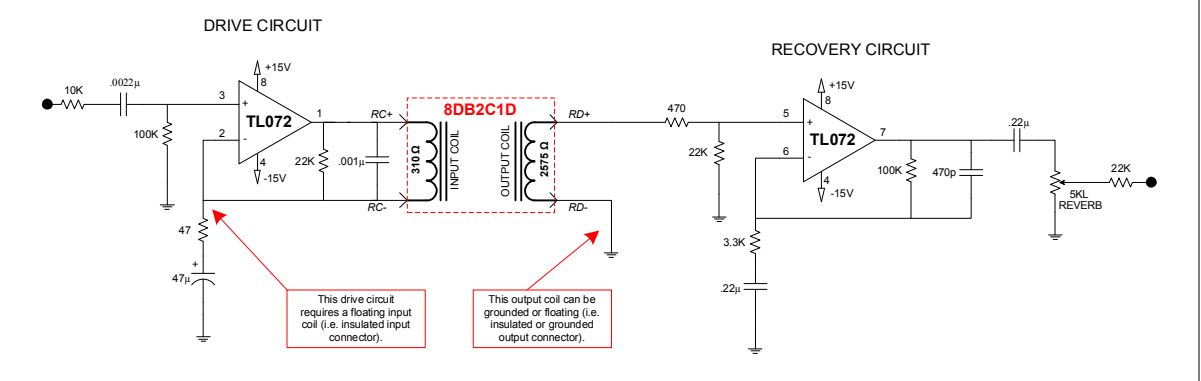 DRIVE CIRCUIT
RECOVERY CIRCUIT
10K
.0022µ
100K
3
+
2
-
TL072
+15V
8
1
4
-15V
22K
.001µ
47
+
47µ
RC+
RC-
8DB2C1D
310 Ω
INPUT COIL
OUTPUT COIL
2575 Ω
RD+
RD-
470
22K
5
+
6
-
TL072
+15V
8
7
4
-15V
100K
470p
3.3K
.22µ
.22µ
5KL
REVERB
22K
This drive circuit
requires a floating input
coil (i.e. insulated input
connector).
This output coil can be
grounded or floating (i.e.
insulated or grounded
output connector).